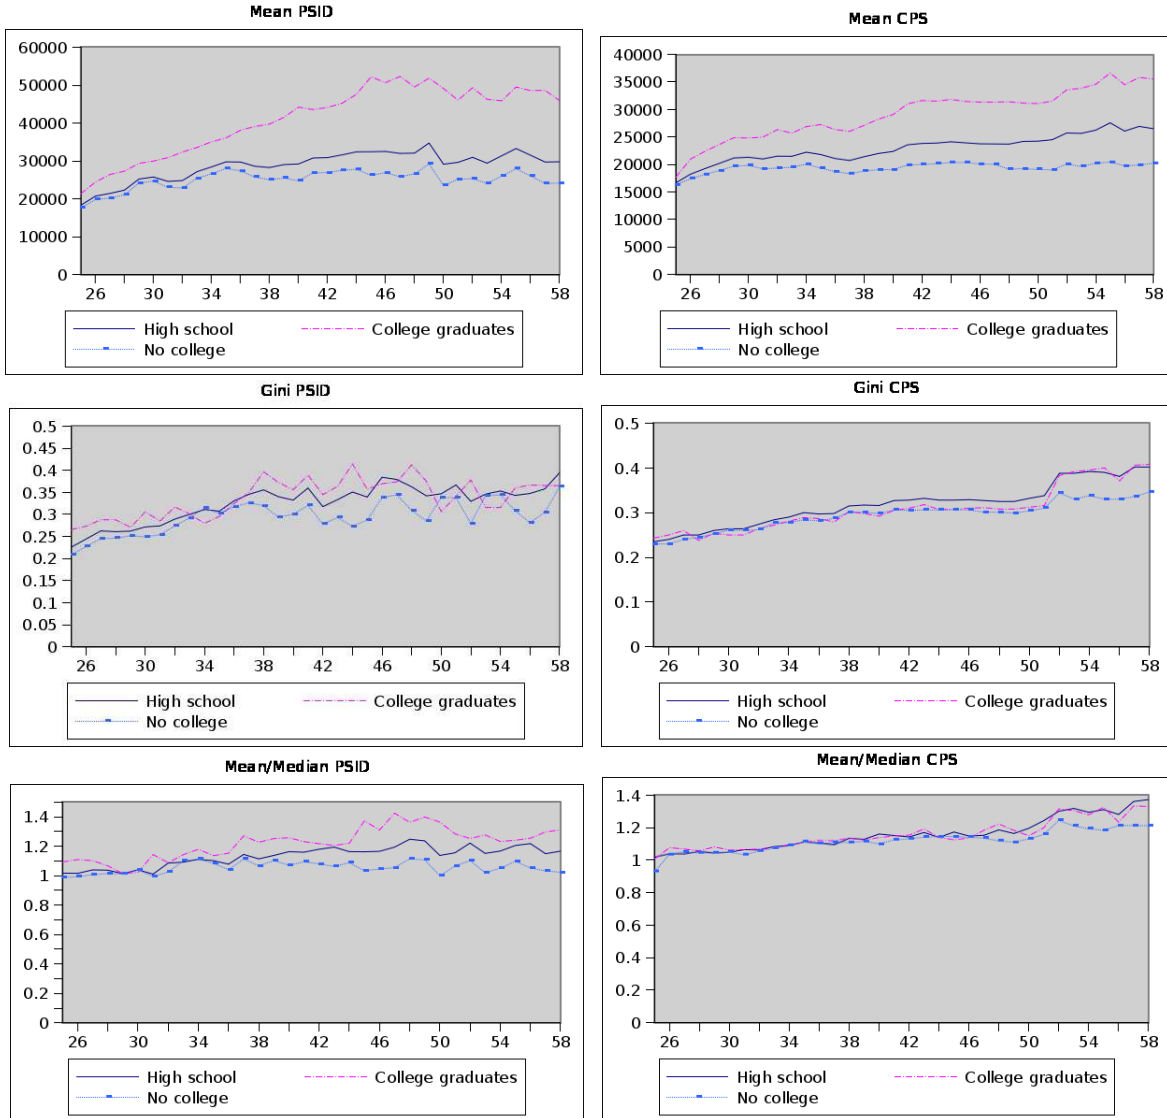 Mean PSID
60000
50000
40000
30000
20000
10000
0
26 30 34 38 42 46 50 54 58
High school College graduates
No college
Mean CPS
40000
35000
30000
25000
20000
15000
10000
5000
0
26 30 34 38 42 46 50 54 58
High school College graduates
No college
Gini PSID
0.5
0.45
0.4
0.35
0.3
0.25
0.2
0.15
0.1
0.05
0
26 30 34 38 42 46 50 54 58
High school College graduates
No college
Gini CPS
0.5
0.4
0.3
0.2
0.1
0
26 30 34 38 42 46 50 54 58
High school College graduates
No college
Mean/Median PSID
1.4
1.2
1
0.8
0.6
0.4
0.2
0
26 30 34 38 42 46 50 54 58
High school College graduates
No college
Mean/Median CPS
1.4
1.2
1
0.8
0.6
0.4
0.2
0
26 30 34 38 42 46 50 54 58
High school College graduates
No college